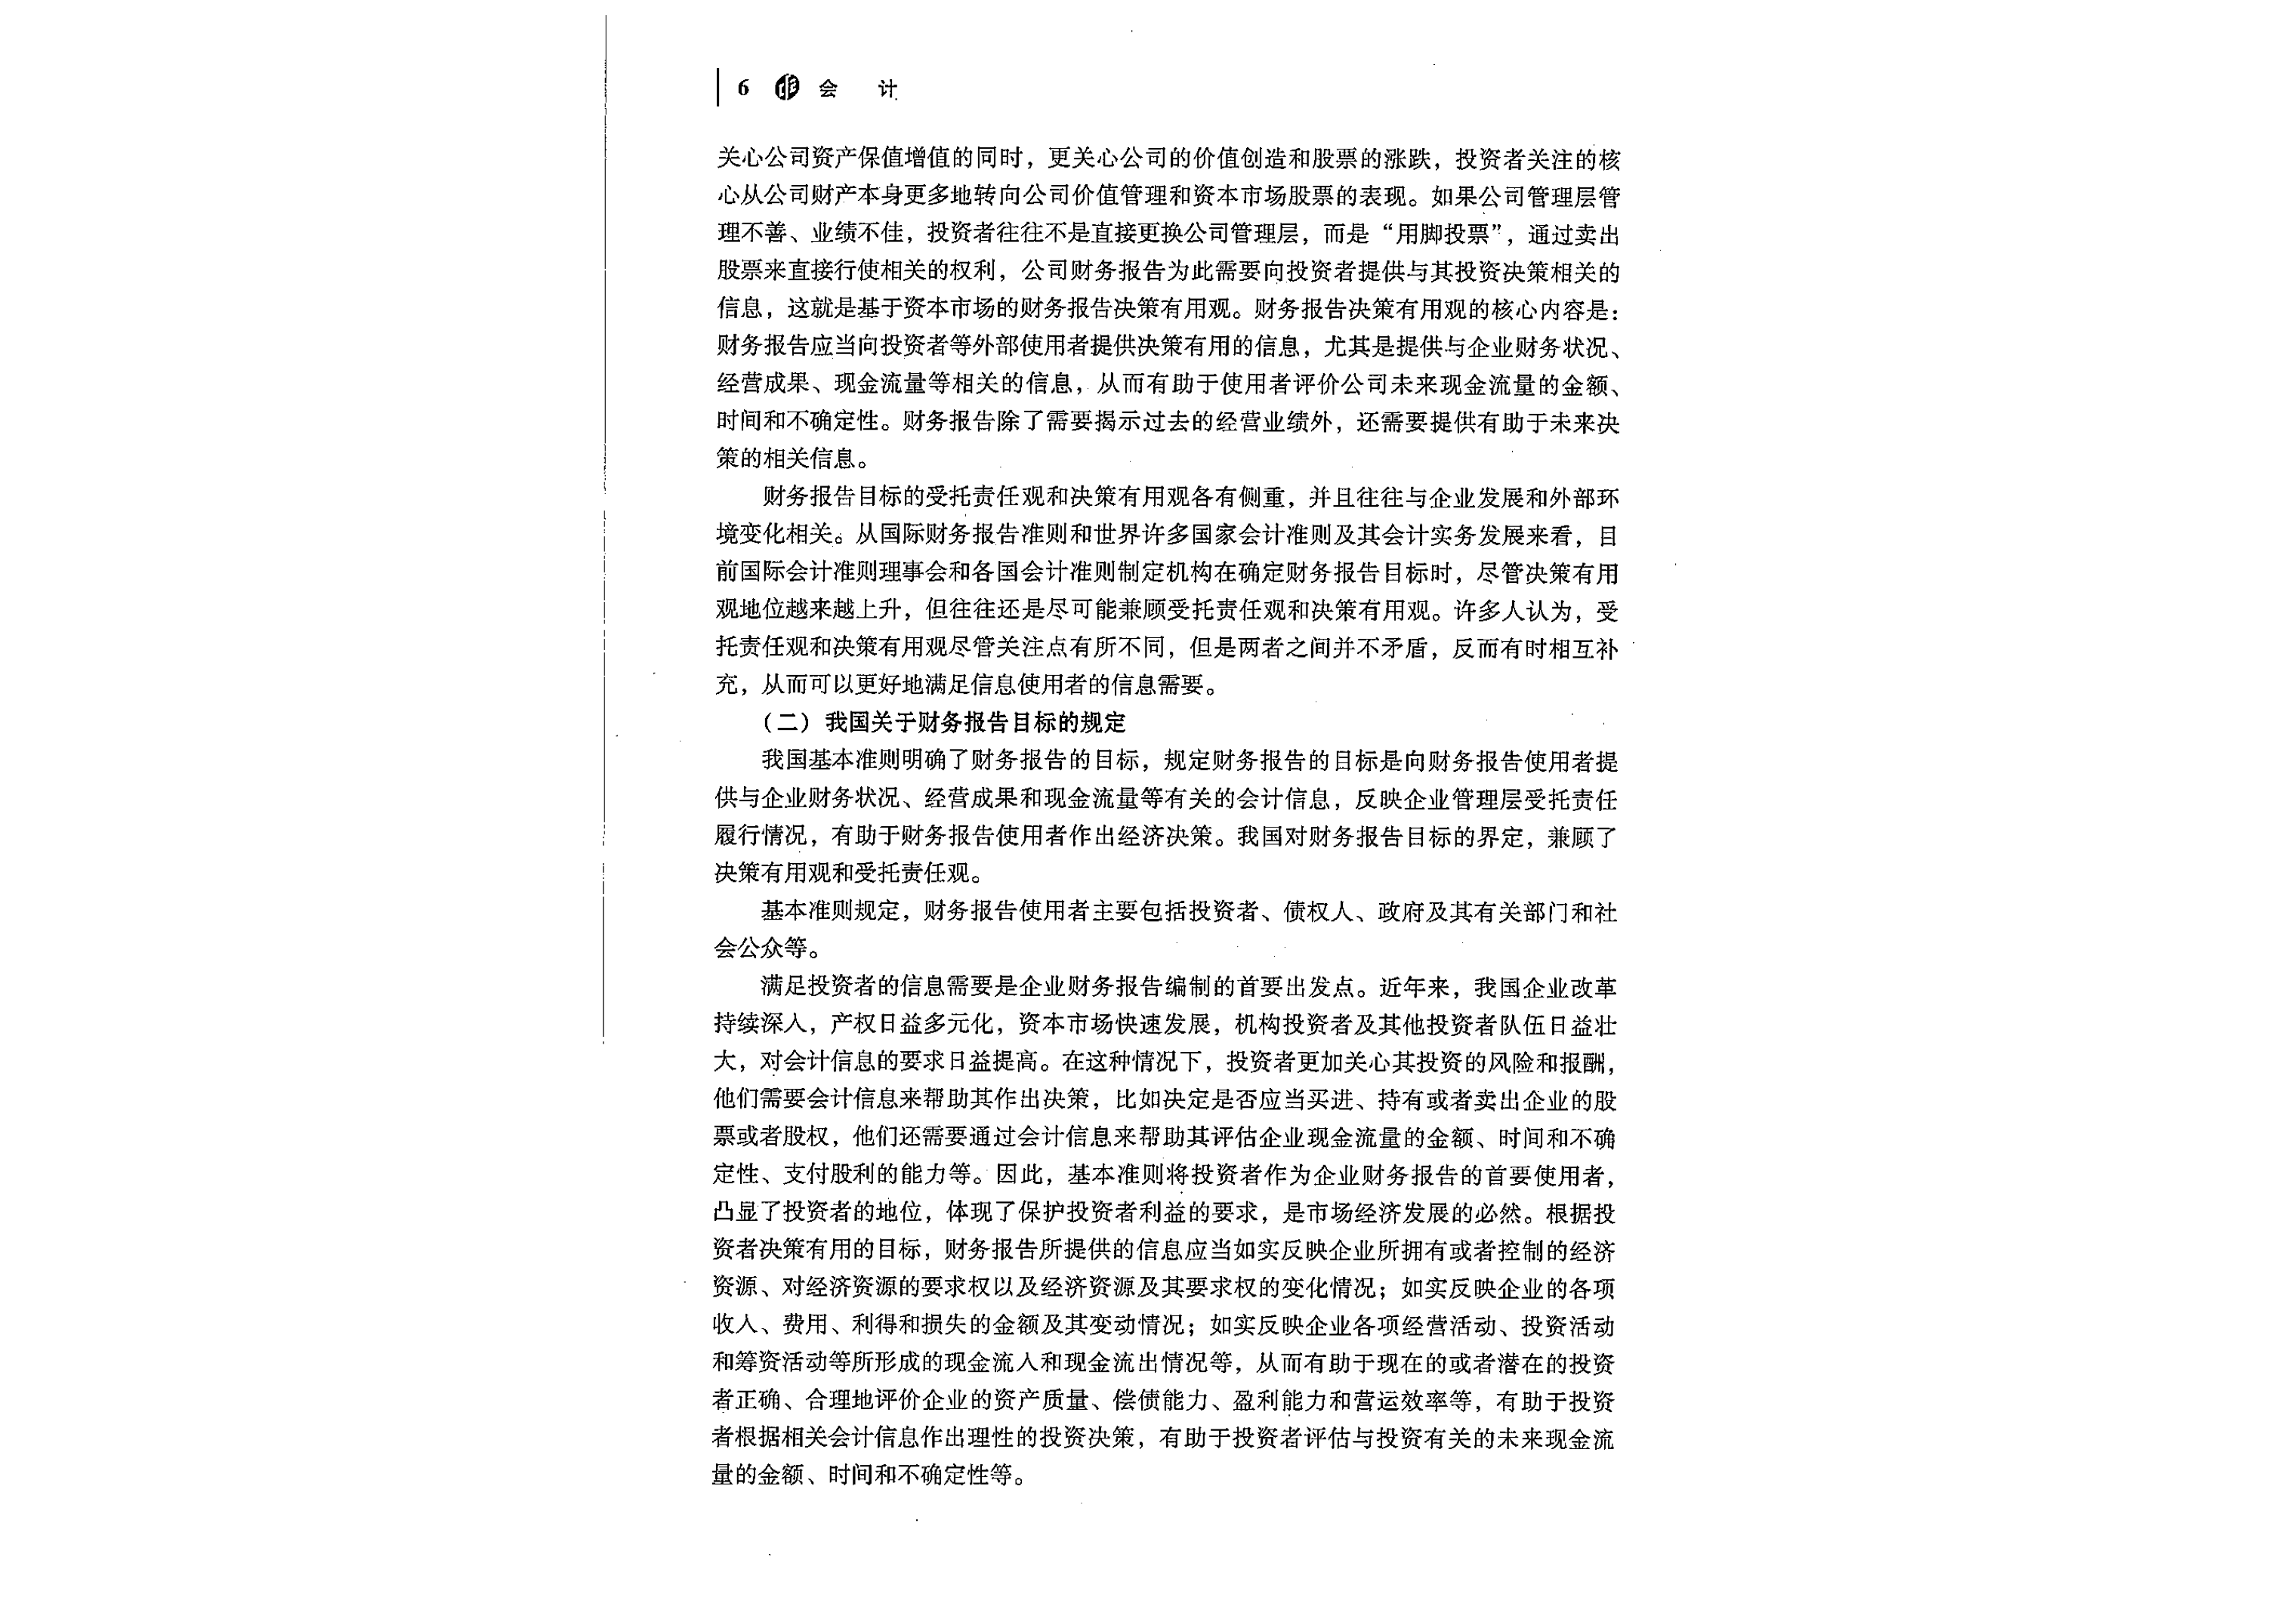 6 会 计
关心公司资产保值增值的同时，更关心公司的价值创造和股票的涨跌，投资者关注的核
心从公司财产本身更多地转向公司价值管理和资本市场股票的表现。如果公司管理层管
理不善、业绩不佳，投资者往往不是直接更换公司管理层，而是“用脚投票”，通过卖出
股票来直接行使相关的权利，公司财务报告为此需要向投资者提供与其投资决策相关的
信息，这就是基于资本市场的财务报告决策有用观。财务报告决策有用观的核心内容是：
财务报告应当向投资者等外部使用者提供决策有用的信息，尤其是提供与企业财务状况、
经营成果、现金流量等相关的信息，从而有助于使用者评价公司未来现金流量的金额、
时间和不确定性。财务报告除了需要揭示过去的经营业绩外，还需要提供有助于未来决
策的相关信息。
财务报告目标的受托责任观和决策有用观各有侧重，并且往往与企业发展和外部环
境变化相关。从国际财务报告准则和世界许多国家会计准则及其会计实务发展来看，目
前国际会计准则理事会和各国会计准则制定机构在确定财务报告目标时，尽管决策有用
观地位越来越上升，但往往还是尽可能兼顾受托责任观和决策有用观。许多人认为，受
托责任观和决策有用观尽管关注点有所不同，但是两者之间并不矛盾，反而有时相互补
充，从而可以更好地满足信息使用者的信息需要。
（二）我国关于财务报告目标的规定
我国基本准则明确了财务报告的目标，规定财务报告的目标是向财务报告使用者提
供与企业财务状况、经营成果和现金流量等有关的会计信息，反映企业管理层受托责任
履行情况，有助于财务报告使用者作出经济决策。我国对财务报告目标的界定，兼顾了
决策有用观和受托责任观。
基本准则规定，财务报告使用者主要包括投资者、债权人、政府及其有关部门和社
会公众等。
满足投资者的信息需要是企业财务报告编制的首要出发点。近年来，我国企业改革
持续深入，产权日益多元化，资本市场快速发展，机构投资者及其他投资者队伍日益壮
大，对会计信息的要求日益提高。在这种情况下，投资者更加关心其投资的风险和报酬，
他们需要会计信息来帮助其作出决策，比如决定是否应当买进、持有或者卖出企业的股
票或者股权，他们还需要通过会计信息来帮助其评估企业现金流量的金额、时间和不确
定性、支付股利的能力等。因此，基本准则将投资者作为企业财务报告的首要使用者，
凸显了投资者的地位，体现了保护投资者利益的要求，是市场经济发展的必然。根据投
资者决策有用的目标，财务报告所提供的信息应当如实反映企业所拥有或者控制的经济
资源、对经济资源的要求权以及经济资源及其要求权的变化情况；如实反映企业的各项
收入、费用、利得和损失的金额及其变动情况；如实反映企业各项经营活动、投资活动
和筹资活动等所形成的现金流入和现金流出情况等，从而有助于现在的或者潜在的投资
者正确、合理地评价企业的资产质量、偿债能力、盈利能力和营运效率等，有助于投资
者根据相关会计信息作出理性的投资决策，有助于投资者评估与投资有关的未来现金流
量的金额、时间和不确定性等。